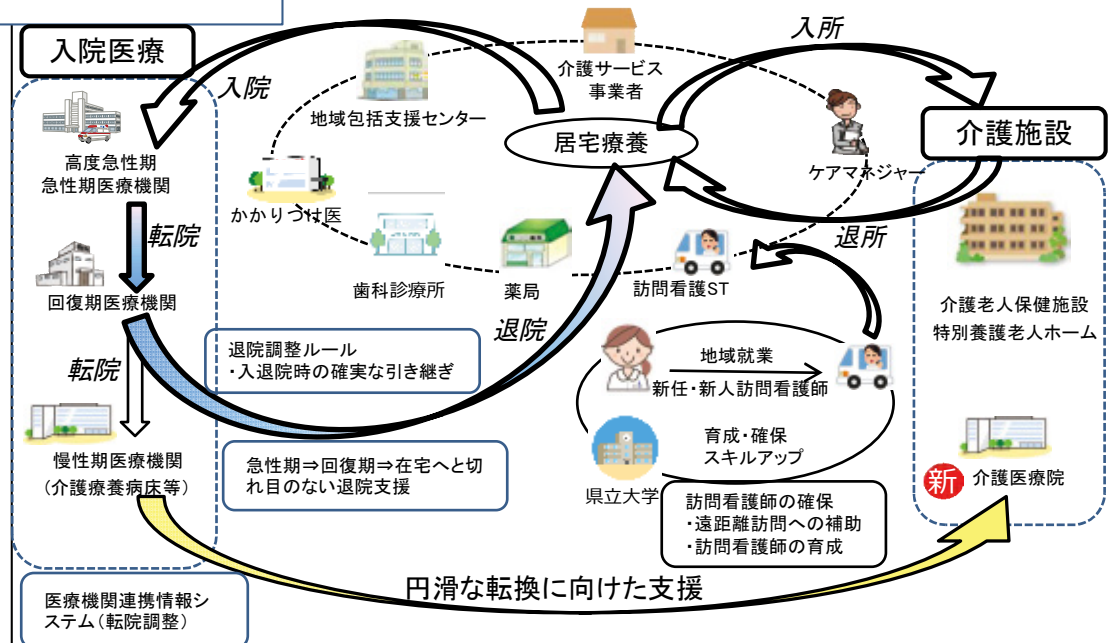 入院医療
高度急性期
急性期医療機関
転院
回復期医療機関
転院
慢性期医療機関
(介護療養病床等)
医療機関連携情報シ
ステム(転院調整)
入院
地域包括支援センター
介護サービス
事業者
居宅療養
かかりつけ医
歯科診療所
薬局
訪問看護ST
ケアマネジャー
入所
退所
退院
退院調整ルール
・入退院時の確実な引き継ぎ
急性期⇒回復期⇒在宅へと切
れ目のない退院支援
地域就業
新任・新人訪問看護師
育成・確保
スキルアップ
県立大学
訪問看護師の確保
・遠距離訪問への補助
・訪問看護師の育成
介護施設
介護老人保健施設
特別養護老人ホーム
新
介護医療院
円滑な転換に向けた支援